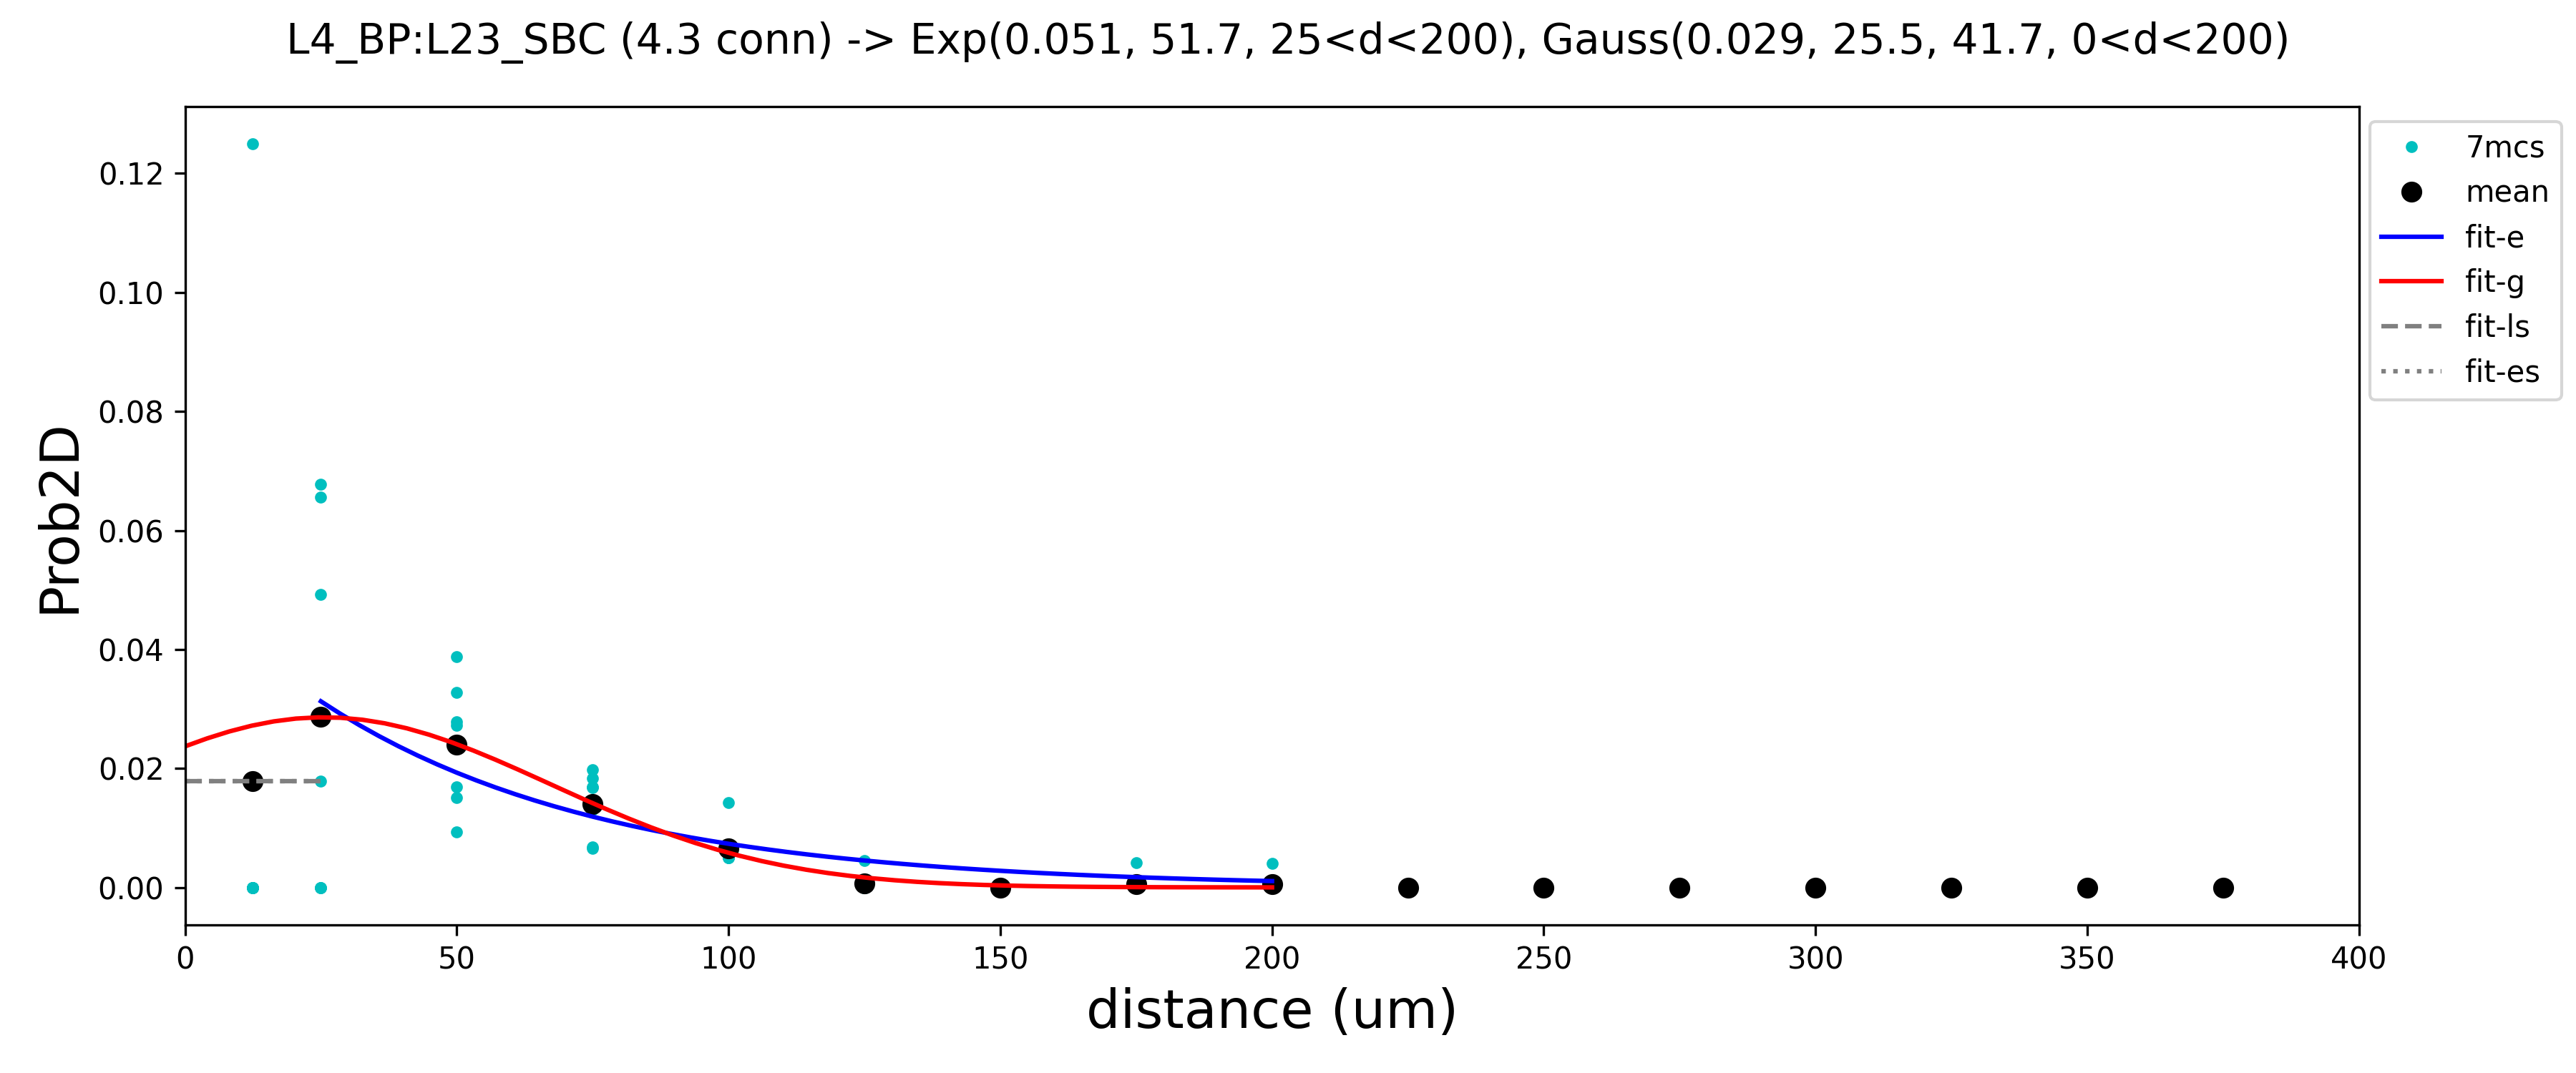 L4_BP:L23_SBC (4.3 conn) -> Exp(0.051, 51.7, 25<d<200), Gauss(0.029, 25.5, 41.7, 0<d<200)
7mcs
mean
fit-e
fit-g
fit-ls
fit-es
Prob2D
0.12
0.10
0.08
0.06
0.04
0.02
0.00
0 50 100 150 200 250 300 350 400
distance (um)